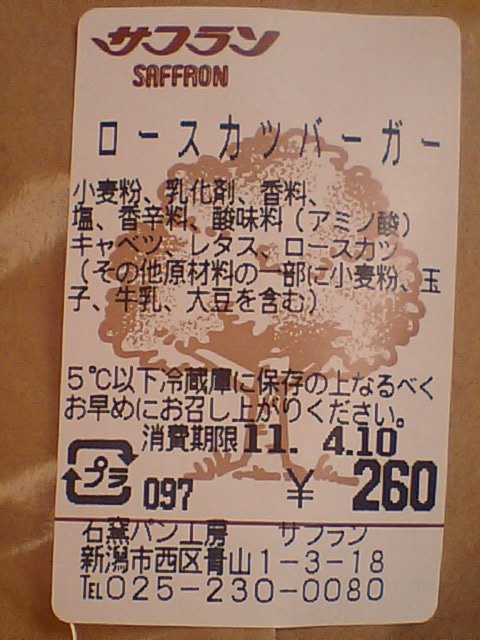 サフラン
SAFFRON
ロースカツバーガー
小麦粉、乳化剤、香料、
塩、香辛料、酸味料(アミノ酸)
キャベツ、レタス、ロースカツ
(その他原材料の一部に小麦粉、玉
子、牛乳、大豆を含む)
5℃以下冷蔵庫に保存の上なるべく
お早めにお召し上がりください。
消費期限11. 4.10
プラ 097 ¥ 260
石窯パン工房 サフラン
新潟市西区青山1-3-18
TEL025-230-0080